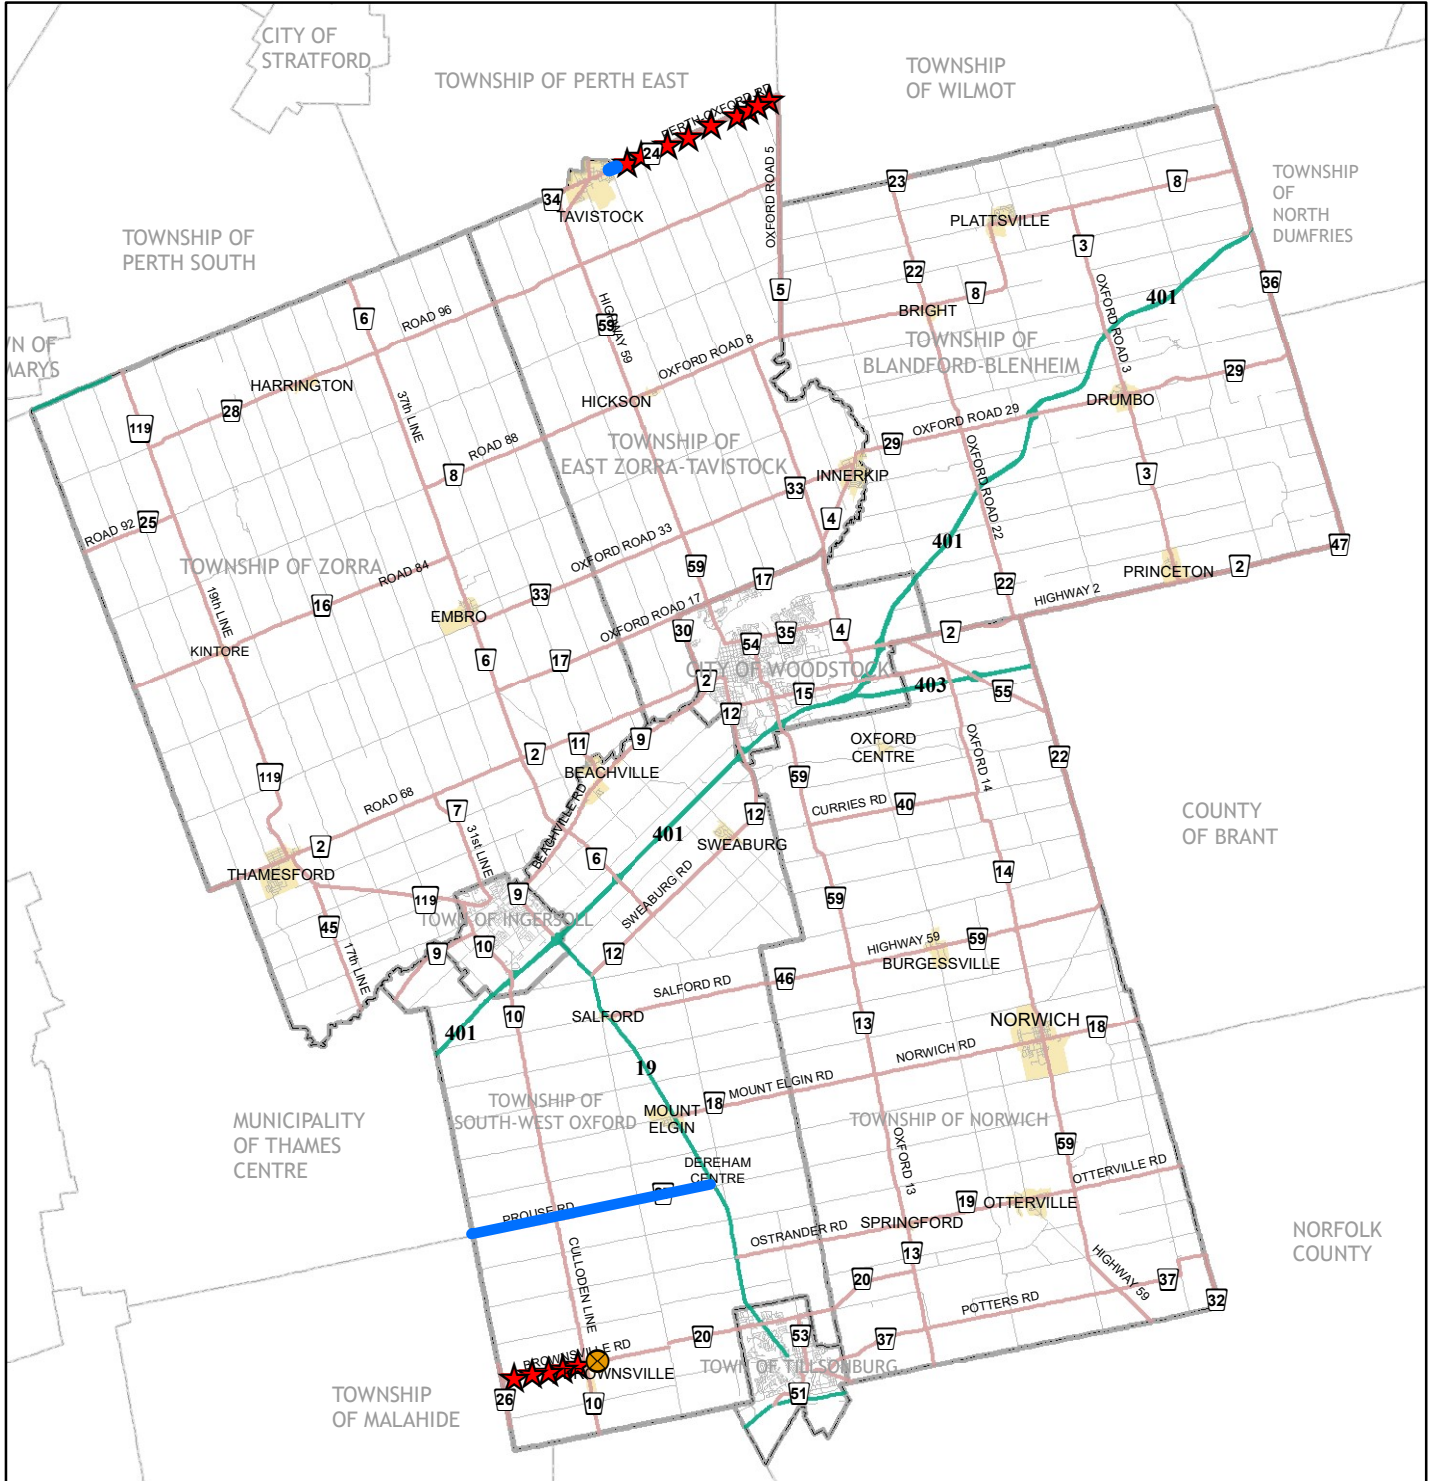 CITY OF
STRATFORD
TOWNSHIP OF PERTH EAST
TOWNSHIP
OF WILMOT
PERTH OXFORD RD
24
34
TAVISTOCK
OXFORD ROAD 5
23
8
PLATTSVILLE
TOWNSHIP
OF
NORTH
DUMFRIES
TOWNSHIP OF
PERTH SOUTH
3
22
8
5
36
401
OXFORD ROAD 3
BRIGHT
6
ROAD 96
HIGHWAY 59
59
TOWNSHIP OF
BLANDFORD-BLENHEIM
WN OF
MARYS
HARRINGTON
28
119
37th LINE
OXFORD ROAD 8
HICKSON
29
DRUMBO
OXFORD ROAD 29
29
ROAD 88
8
TOWNSHIP OF
EAST ZORRA-TAVISTOCK
INNERKIP
33
4
3
OXFORD ROAD 22
ROAD 92
25
TOWNSHIP OF ZORRA
ROAD 84
16
19th LINE
OXFORD ROAD 33
33
EMBRO
59
17
401
47
PRINCETON
2
22
HIGHWAY 2
KINTORE
6
17
OXFORD ROAD 17
30
54
35
4
2
CITY OF WOODSTOCK
2
15
12
403
55
OXFORD 14
22
119
2
11
9
BEACHVILLE
BEACHVILLE RD
OXFORD
CENTRE
59
CURRIES RD
40
COUNTY
OF BRANT
ROAD 68
7
31st LINE
2
THAMESFORD
401
12
SWEABURG
SWEABURG RD
6
14
119
9
TOWN OF INGERSOLL
45
17th LINE
9
10
12
59
HIGHWAY 59
59
BURGESSVILLE
SALFORD RD
46
SALFORD
10
401
13
NORWICH
18
NORWICH RD
19
MOUNT ELGIN RD
18
MOUNT
ELGIN
TOWNSHIP OF
SOUTH-WEST OXFORD
TOWNSHIP OF NORWICH
MUNICIPALITY
OF THAMES
CENTRE
DEREHAM
CENTRE
PROUSE RD
OXFORD 13
59
OTTERVILLE RD
19
OTTERVILLE
SPRINGFORD
OSTRANDER RD
13
CULLODEN LINE
20
HIGHWAY 59
37
32
POTTERS RD
NORFOLK
COUNTY
20
53
37
BROWNSVILLE RD
BROWNSVILLE
TOWN OF TILLSONBURG
26
10
51
TOWNSHIP
OF MALAHIDE